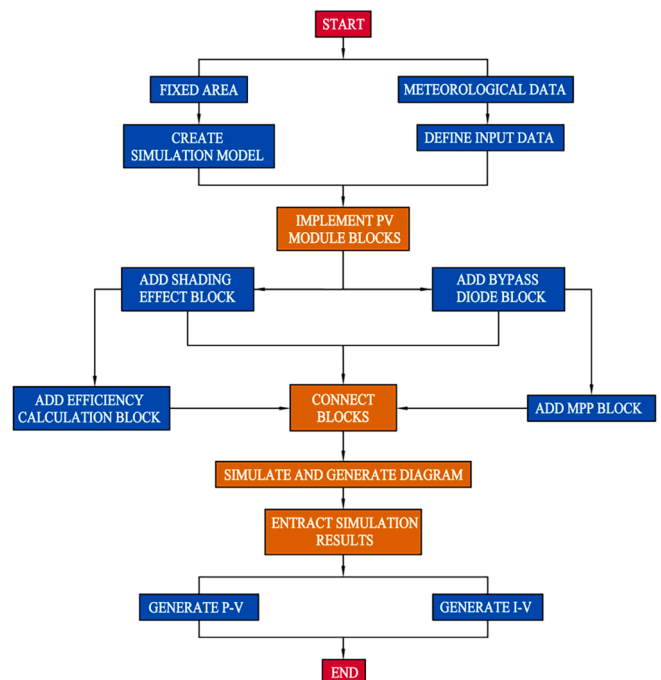 START
FIXED AREA
METEOROLOGICAL DATA
CREATE
SIMULATION MODEL
DEFINE INPUT DATA
IMPLEMENT PV
MODULE BLOCKS
ADD SHADING
EFFECT BLOCK
ADD BYPASS
DIODE BLOCK
ADD EFFICIENCY
CALCULATION BLOCK
CONNECT
BLOCKS
ADD MPP BLOCK
SIMULATE AND GENERATE DIAGRAM
ENTRACT SIMULATION
RESULTS
GENERATE P-V
GENERATE I-V
END